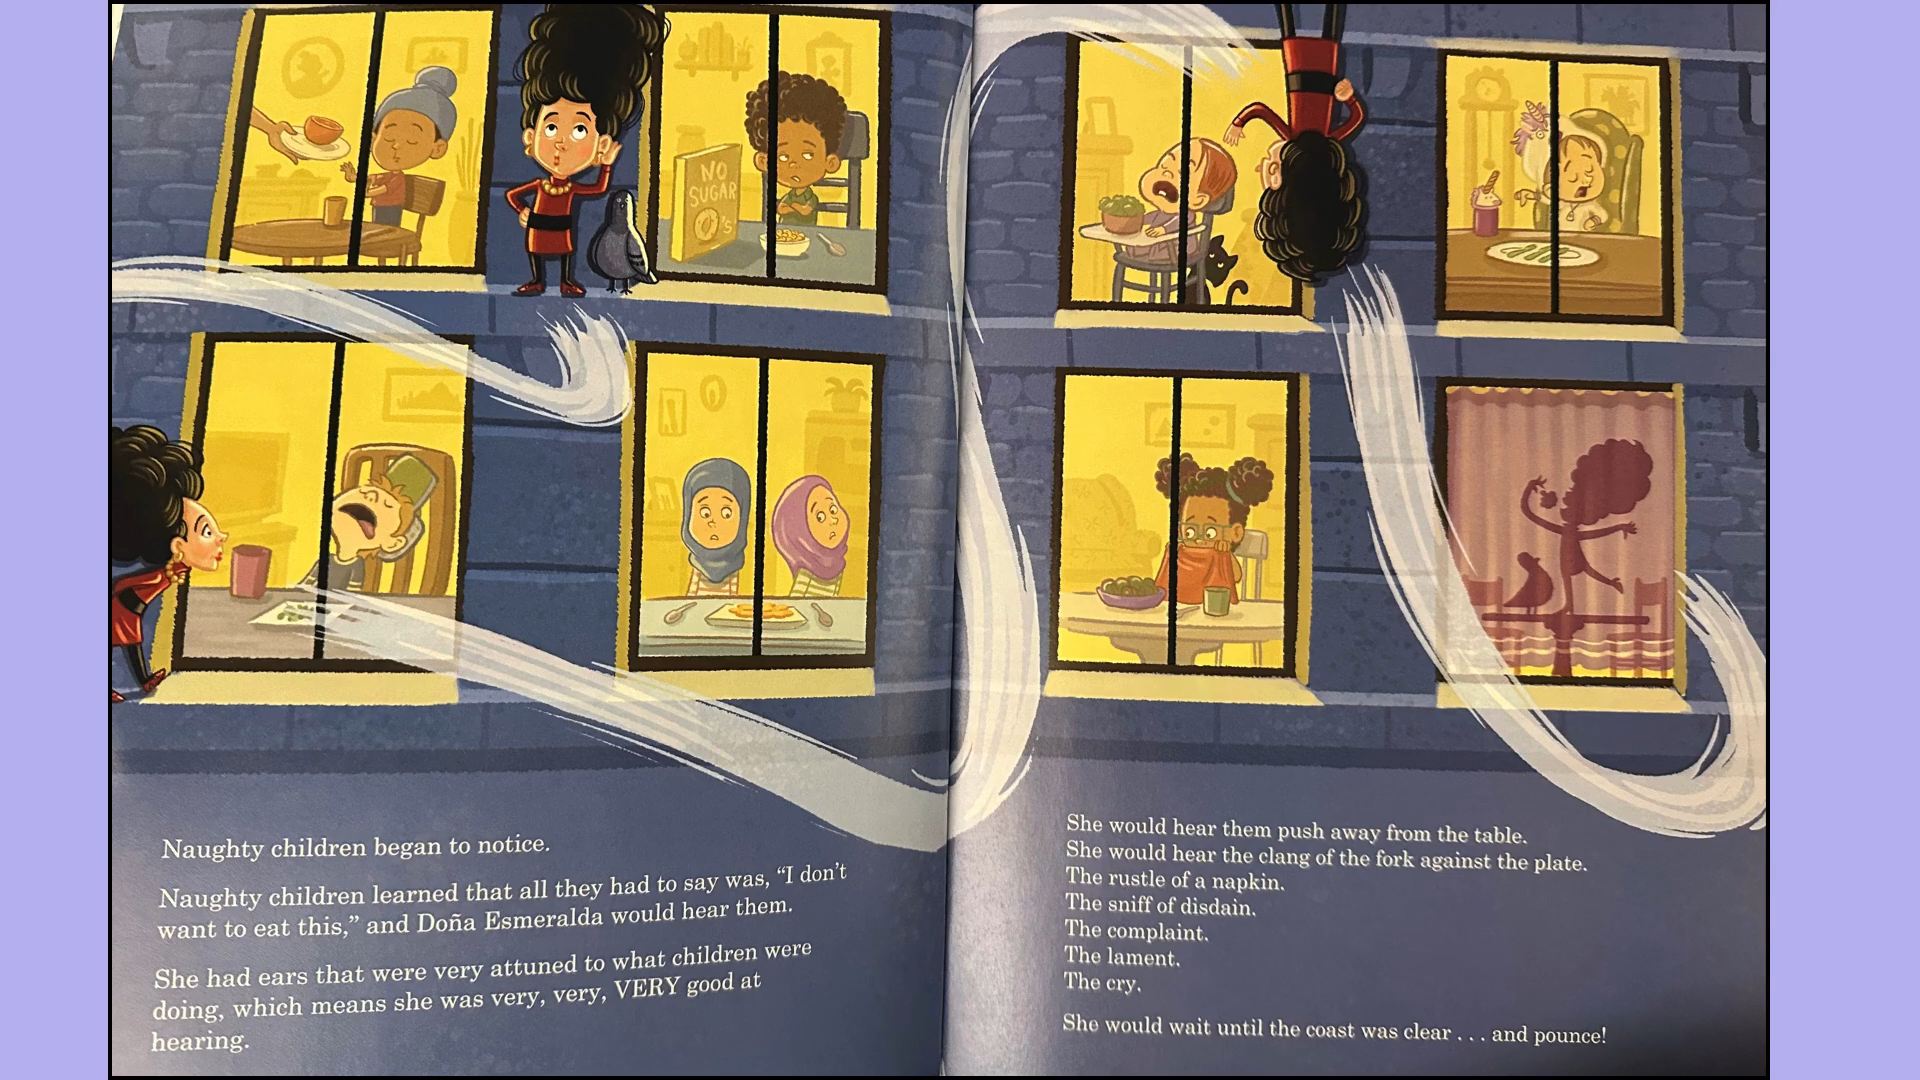 NO
SUGAR
O's
Naughty children began to notice.
Naughty children learned that all they had to say was, “I don’t
want to eat this,” and Doña Esmeralda would hear them.
She had ears that were very attuned to what children were
doing, which means she was very, very, VERY good at
hearing.
She would hear them push away from the table.
She would hear the clang of the fork against the plate.
The rustle of a napkin.
The sniff of disdain.
The complaint.
The lament.
The cry.
She would wait until the coast was clear . . . and pounce!